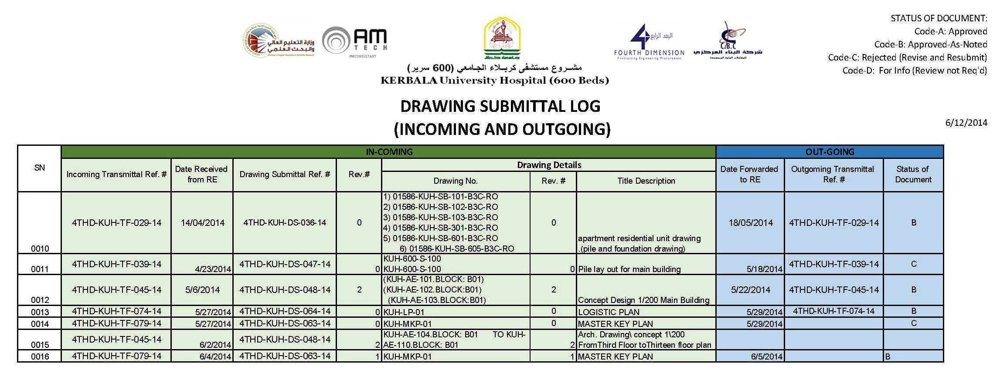 STATUS OF DOCUMENT:
Code-A: Approved
Code-B: Approved-As-Noted
Code-C: Rejected (Revise and Resubmit)
Code-D:  For Info (Review not Req'd)
وزارة التعليم العالي
والبحث العلمي
Ministry of Higher Education & Scientific Research
AM
TECH
PM/CONSULTANT
جامعة كربلاء
4 البعد الرابع
FOURTH DIMENSION
Contracting Engineering Procurement
C.B.C
شركة البناء المركزي
للمقاولات العامة المحدودة
مشـروع مستشفى كربـلاء الجـامعي (600 سرير)
KERBALA University Hospital (600 Beds)
DRAWING SUBMITTAL LOG
(INCOMING AND OUTGOING)
6/12/2014
SN IN-COMING OUT-GOING
Incoming Transmittal Ref. # Date Received from RE Drawing Submittal Ref. # Rev.# Drawing Details Date Forwarded to RE Outgoming Transmittal Ref. # Status of Document
Drawing No. Rev. # Title Description
0010 4THD-KUH-TF-029-14 14/04/2014 4THD-KUH-DS-036-14 0
1) 01586-KUH-SB-101-B3C-RO
2) 01586-KUH-SB-102-B3C-RO
3) 01586-KUH-SB-103-B3C-RO
4) 01586-KUH-SB-301-B3C-RO
5) 01586-KUH-SB-601-B3C-RO
6) 01586-KUH-SB-605-B3C-RO
0
apartment residential unit drawing
.(pile and foundation drawing)
18/05/2014 4THD-KUH-TF-029-14 B
0011 4THD-KUH-TF-039-14 4/23/2014 4THD-KUH-DS-047-14 0
KUH-600-S-100
KUH-600-S-100
0 Pile lay out for main building 5/18/2014 4THD-KUH-TF-039-14 C
0012 4THD-KUH-TF-045-14 5/6/2014 4THD-KUH-DS-048-14 2
(KUH-AE-101.BLOCK: B01)
(KUH-AE-102.BLOCK:B01)
(KUH-AE-103.BLOCK:B01)
2 Concept Design 1/200 Main Building 5/22/2014 4THD-KUH-TF-045-14 B
0013 4THD-KUH-TF-074-14 5/27/2014 4THD-KUH-DS-064-14 0 KUH-LP-01 0 LOGISTIC PLAN 5/29/2014 4THD-KUH-TF-074-14 B
0014 4THD-KUH-TF-079-14 5/27/2014 4THD-KUH-DS-063-14 0 KUH-MKP-01 0 MASTER KEY PLAN 5/29/2014 C
0015 4THD-KUH-TF-045-14 6/2/2014 4THD-KUH-DS-048-14 2
KUH-AE-104.BLOCK: B01 TO KUH-
AE-110.BLOCK: B01
2
Arch. Drawing\ concept 1\200
FromThird Floor toThirteen floor plan
0016 4THD-KUH-TF-079-14 6/4/2014 4THD-KUH-DS-063-14 1 KUH-MKP-01 1 MASTER KEY PLAN 6/5/2014 B